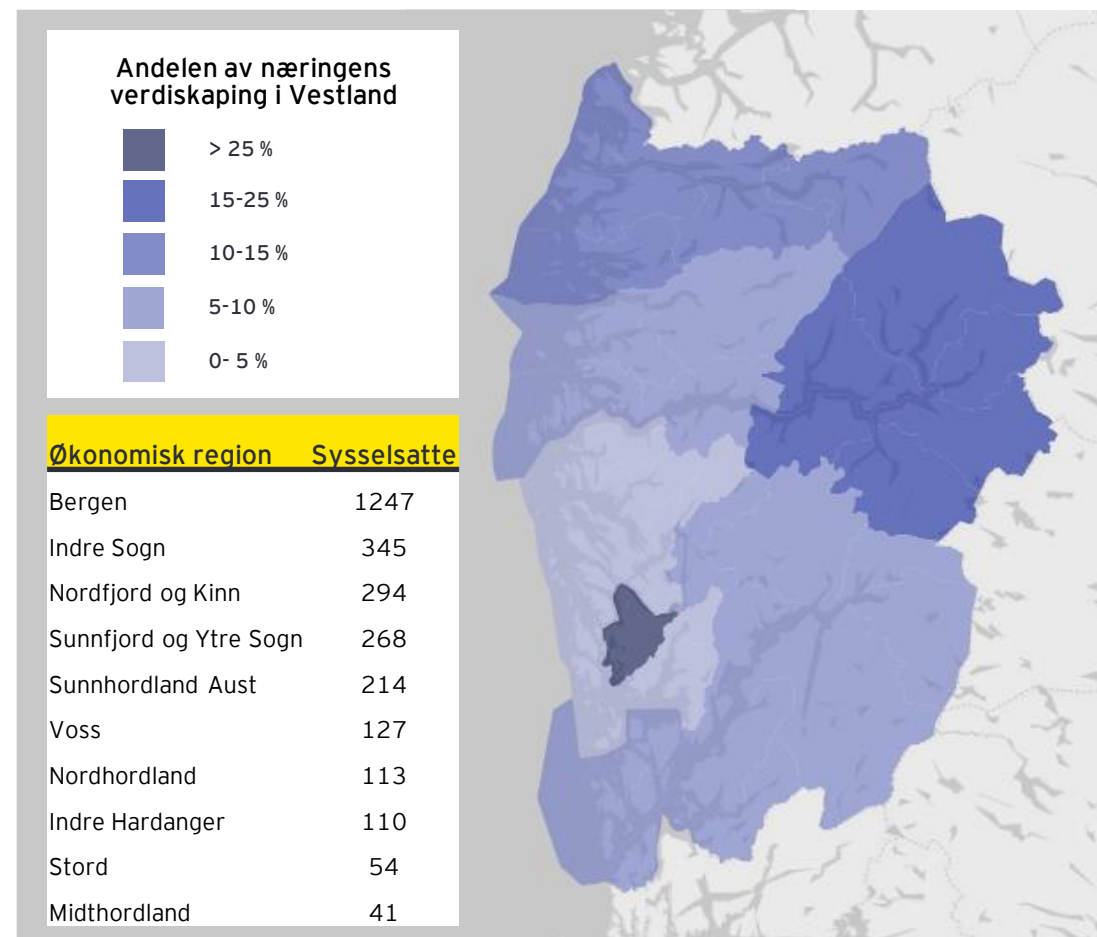 Andelen av næringens
verdiskaping i Vestland
> 25 %
15-25 %
10-15 %
5-10 %
0- 5 %
Økonomisk region Sysselsatte
Bergen 1247
Indre Sogn 345
Nordfjord og Kinn 294
Sunnfjord og Ytre Sogn 268
Sunnhordland Aust 214
Voss 127
Nordhordland 113
Indre Hardanger 110
Stord 54
Midthordland 41